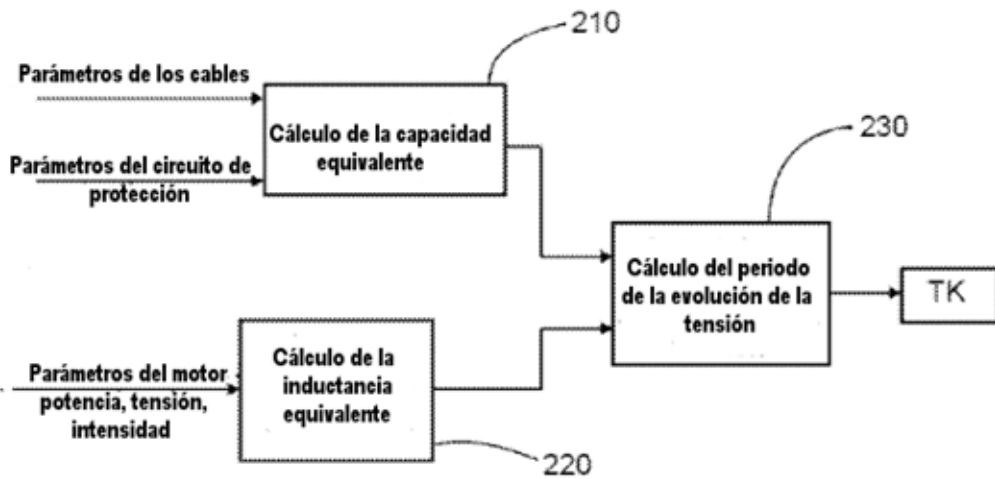 210
Parámetros de los cables
Cálculo de la capacidad
equivalente
Parámetros del circuito de
protección
230
Cálculo del periodo
de la evolución de la
tensión
TK
Parámetros del motor
potencia, tensión,
intensidad
Cálculo de la
inductancia
equivalente
220